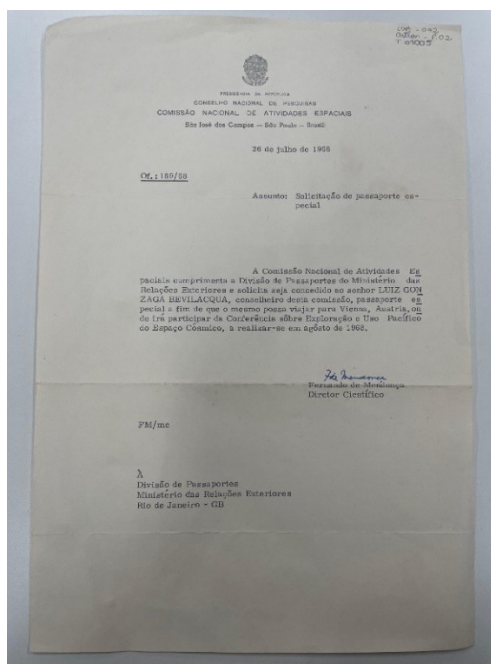 PRESIDÊNCIA DA REPÚBLICA
CONSELHO NACIONAL DE PESQUISAS
COMISSÃO NACIONAL DE ATIVIDADES ESPACIAIS
São José dos Campos — São Paulo — Brasil
26 de julho de 1968
Of.: 169/68
Assunto: Solicitação de passaporte es-
pecial
A Comissão Nacional de Atividades Es
paciais cumprimenta a Divisão de Passaportes do Ministério das
Relações Exteriores e solicita seja concedido ao senhor LUIZ GON
ZAGA BEVILACQUA, conselheiro desta comissão, passaporte es
pecial a fim de que o mesmo possa viajar para Vienna, Austria, on
de irá participar da Conferência sôbre Exploração e Uso Pacífico
do Espaço Cósmico, a realizar-se em agôsto de 1968.
Fernando de Mendonça
Diretor Científico
FM/mc
À
Divisão de Passaportes
Ministério das Relações Exteriores
Rio de Janeiro - GB